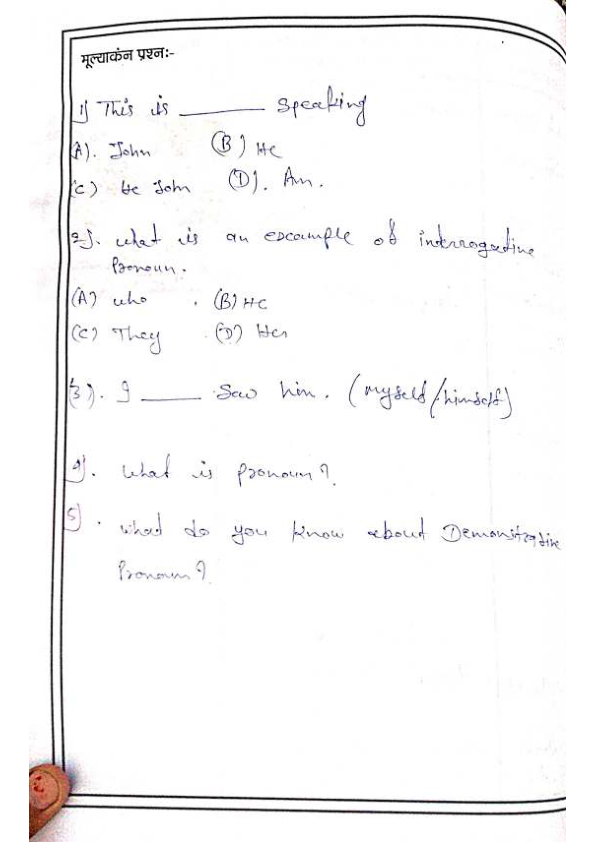 मूल्याकंन प्रश्न:-
1) This is ______ speaking
(A). John (B) He
(C) He John (D). Am.
2). what is an example of interrogative
Pronoun.
(A) who . (B) He
(C) They . (D) Her
(3). I ______ saw him. (myself/himself)
4). what is pronoun?
5) . what do you know about Demonstrative
Pronoun?